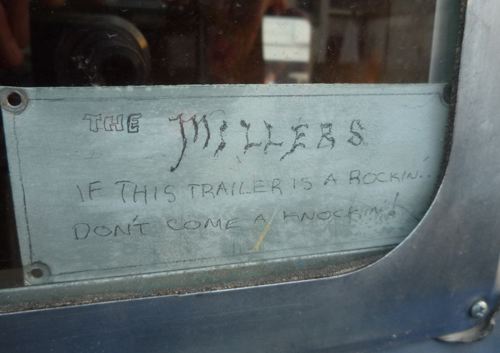 THE MILLERS
IF THIS TRAILER IS A ROCKIN'..
DON'T COME A KNOCKIN'!